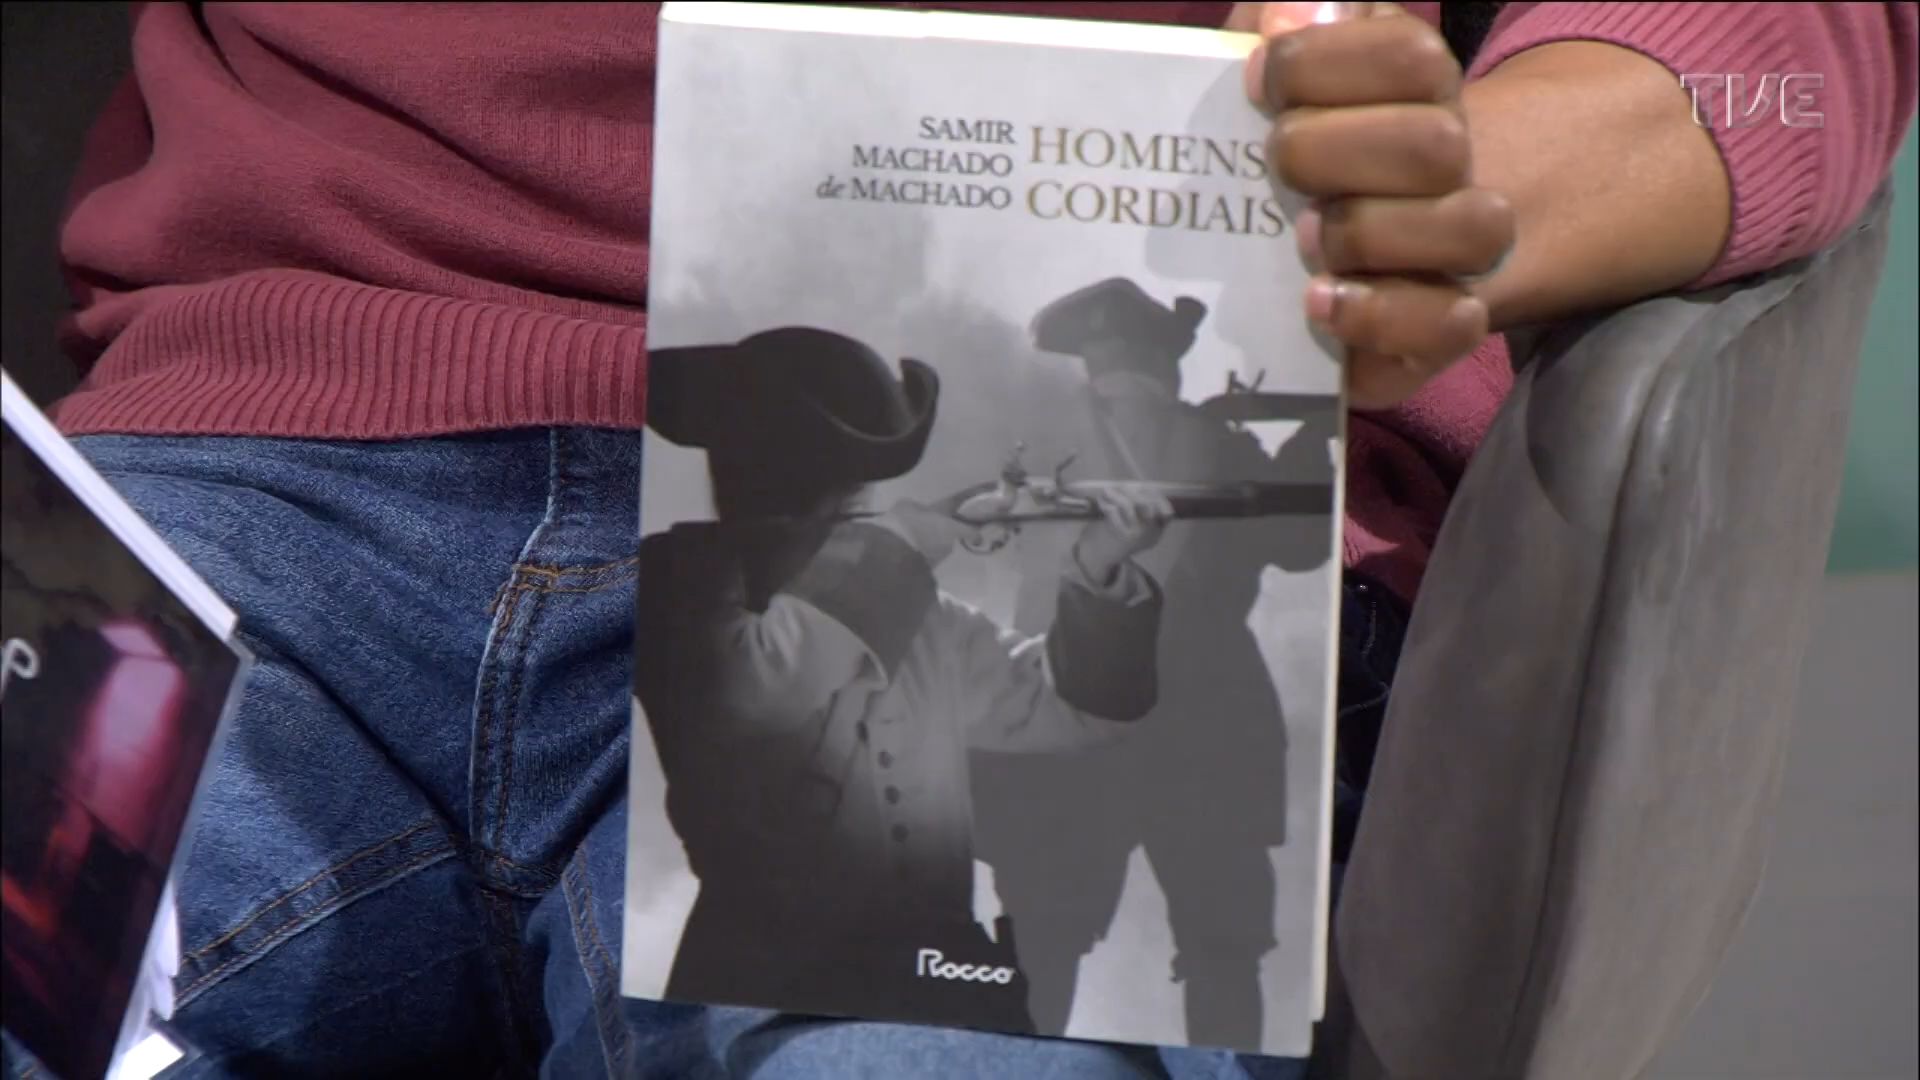 TVE
SAMIR
MACHADO
de MACHADO
HOMENS
CORDIAIS
Rocco